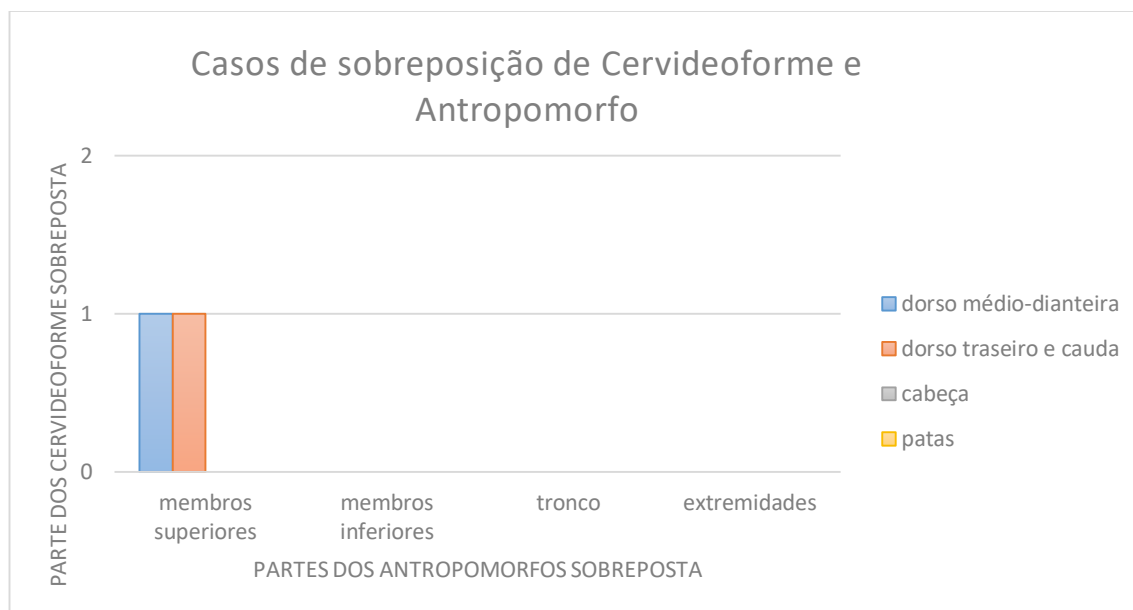 Casos de sobreposição de Cervideoforme e
Antropomorfo
PARTE DOS CERVIDEOFORME SOBREPOSTA
2
1
0
membros
superiores
membros
inferiores
tronco
extremidades
PARTES DOS ANTROPOMORFOS SOBREPOSTA
dorso médio-dianteira
dorso traseiro e cauda
cabeça
patas